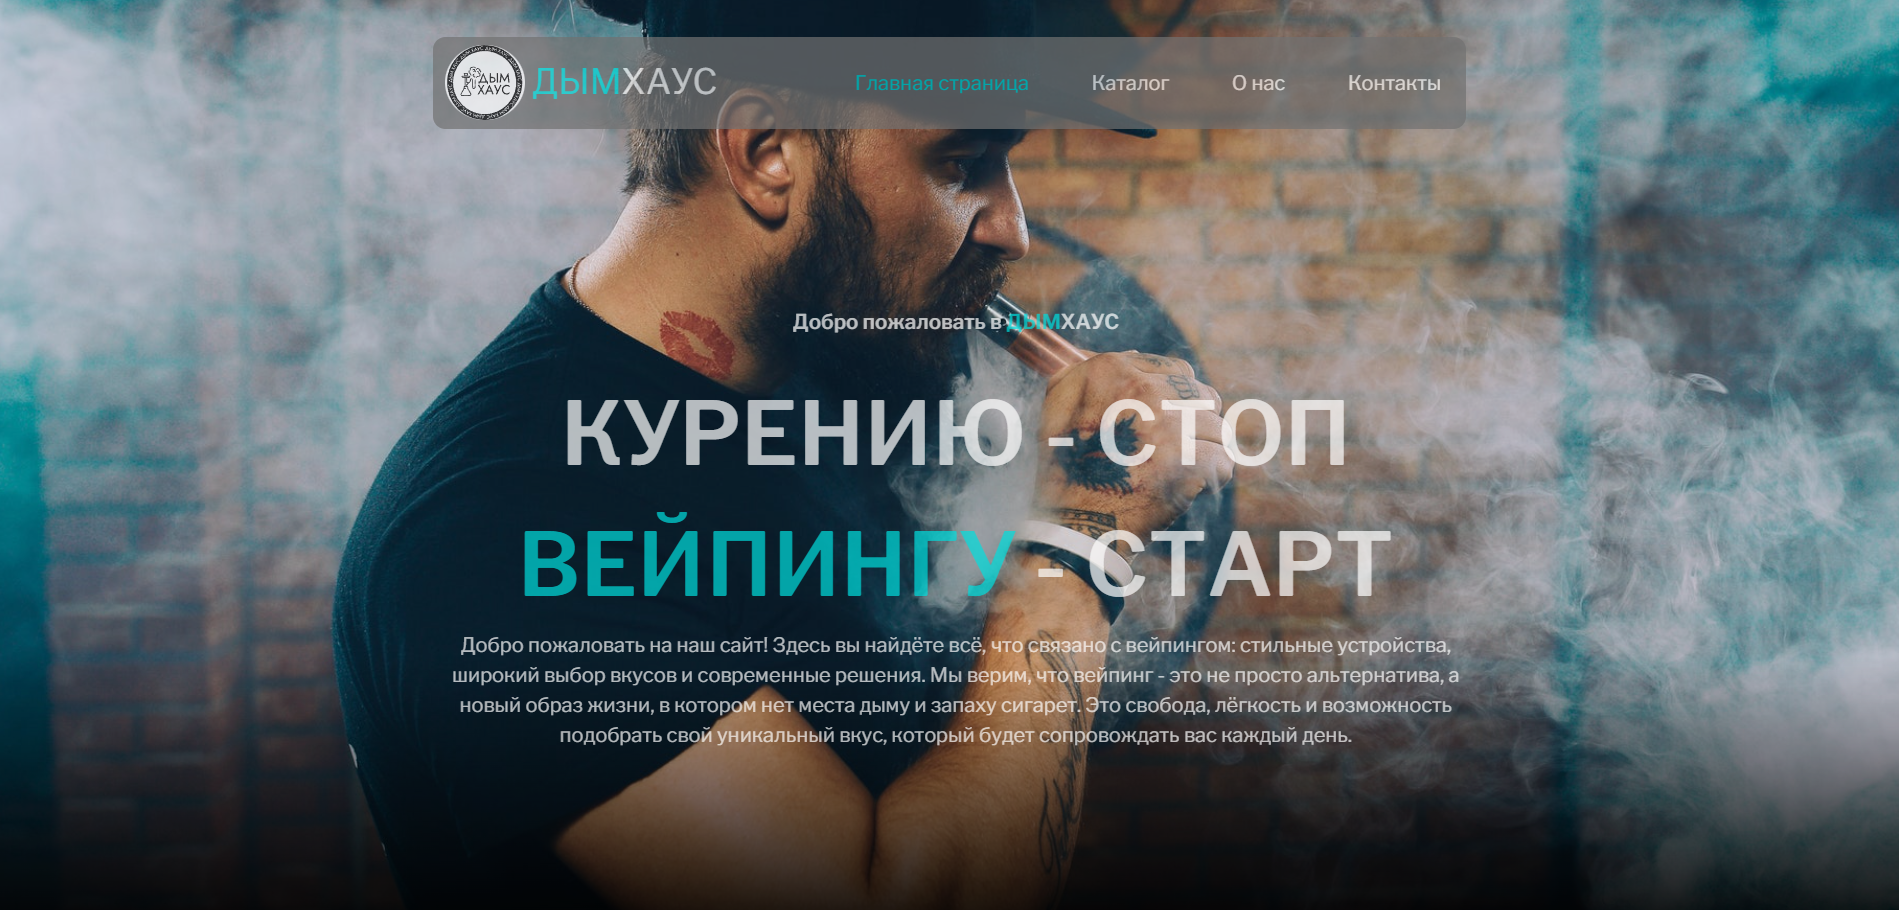 ДЫМ
ХАУС
ДЫМХАУС
Главная страница
Каталог
О нас
Контакты
Добро пожаловать в ДЫМХАУС
КУРЕНИЮ - СТОП
ВЕЙПИНГУ - СТАРТ
Добро пожаловать на наш сайт! Здесь вы найдёте всё, что связано с вейпингом: стильные устройства,
широкий выбор вкусов и современные решения. Мы верим, что вейпинг - это не просто альтернатива, а
новый образ жизни, в котором нет места дыму и запаху сигарет. Это свобода, лёгкость и возможность
подобрать свой уникальный вкус, который будет сопровождать вас каждый день.